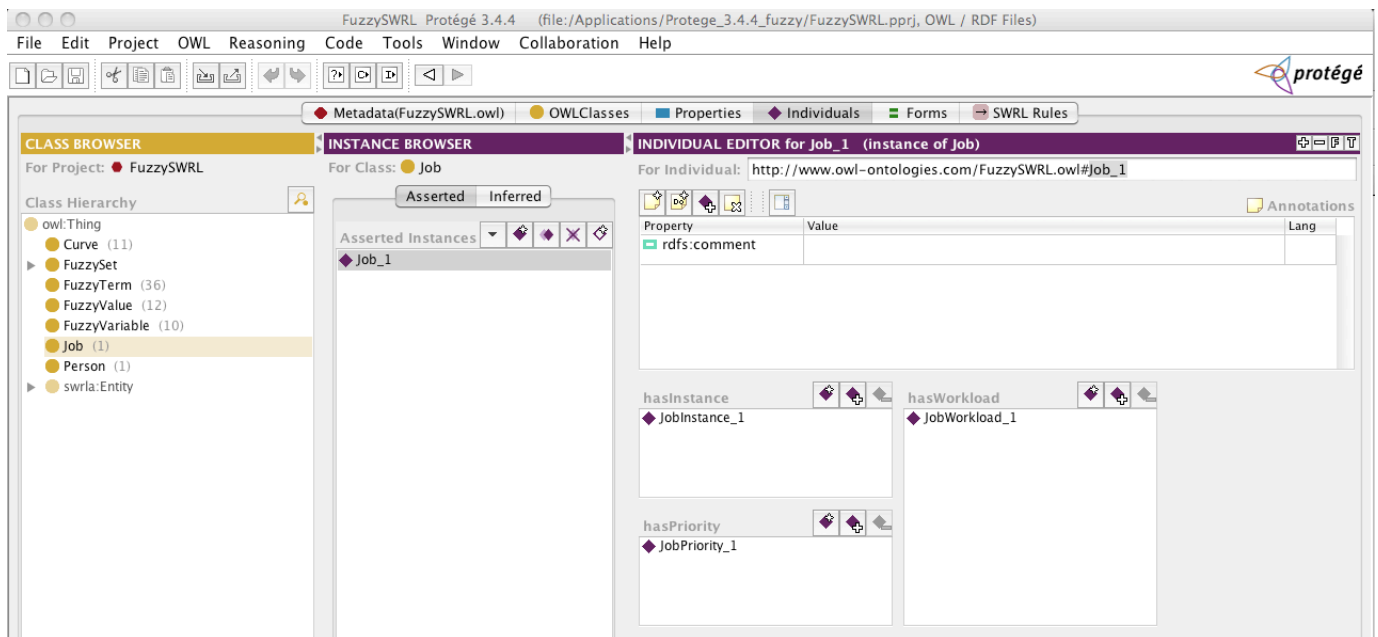 FuzzySWRL Protégé 3.4.4 (file:/Applications/Protege_3.4.4_fuzzy/FuzzySWRL.pprj, OWL / RDF Files)
File Edit Project OWL Reasoning Code Tools Window Collaboration Help
protégé
Metadata(FuzzySWRL.owl) OWLClasses Properties Individuals Forms SWRL Rules
CLASS BROWSER
For Project: FuzzySWRL
Class Hierarchy
owl:Thing
Curve (11)
FuzzySet
FuzzyTerm (36)
FuzzyValue (12)
FuzzyVariable (10)
Job (1)
Person (1)
swrla:Entity
INSTANCE BROWSER
For Class: Job
Asserted Inferred
Asserted Instances
Job_1
INDIVIDUAL EDITOR for Job_1 (instance of Job)
For Individual: http://www.owl-ontologies.com/FuzzySWRL.owl#Job_1
Annotations
Property Value Lang
rdfs:comment
hasInstance
JobInstance_1
hasWorkload
JobWorkload_1
hasPriority
JobPriority_1